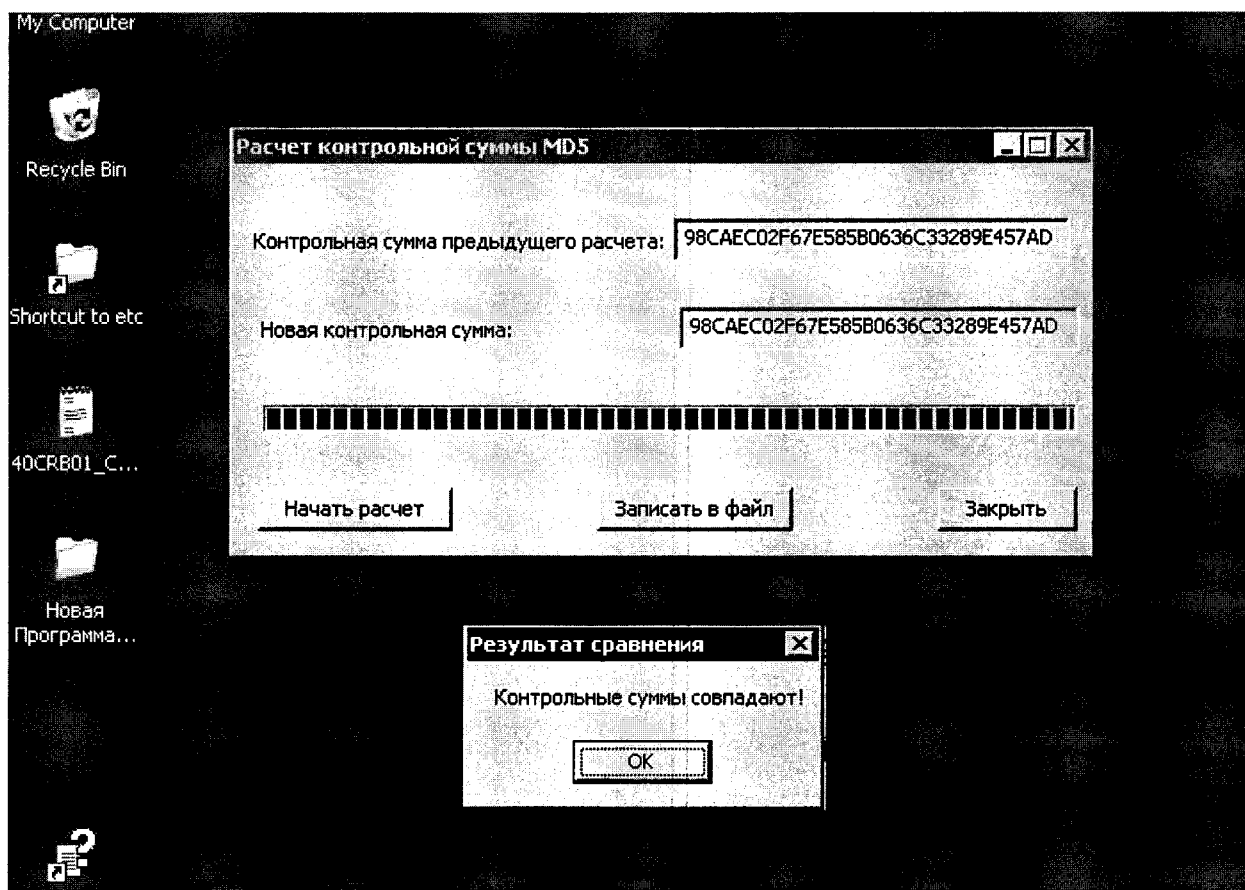 My Computer
Recycle Bin
Shortcut to etc
40CRB01_C...
Новая
Программа...
Расчет контрольной суммы MD5
Контрольная сумма предыдущего расчета:
98CAEC02F67E585B0636C33289E457AD
Новая контрольная сумма:
98CAEC02F67E585B0636C33289E457AD
Начать расчет
Записать в файл
Закрыть
Результат сравнения
Контрольные суммы совпадают!
OK